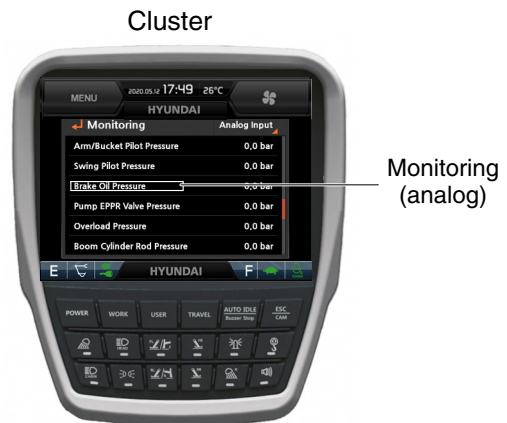 Cluster
MENU
2020.05.12 17:49 26°C
HYUNDAI
Monitoring Analog Input
Arm/Bucket Pilot Pressure 0,0 bar
Swing Pilot Pressure 0,0 bar
Brake Oil Pressure 0,0 bar
Pump EPPR Valve Pressure 0,0 bar
Overload Pressure 0,0 bar
Boom Cylinder Rod Pressure 0,0 bar
Monitoring
(analog)
E HYUNDAI F
POWER WORK USER TRAVEL AUTO IDLE Buzzer Stop ESC CAM
HEAD
CABIN